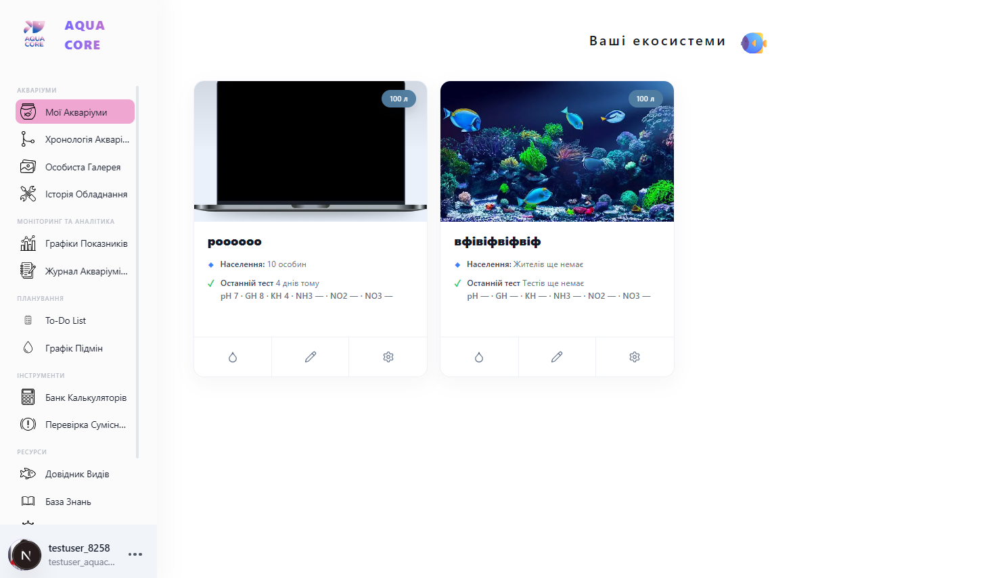 AQUA
CORE
AQUA
CORE
АКВАРІУМИ
Мої Акваріуми
Хронологія Акварі...
Особиста Галерея
Історія Обладнання
МОНІТОРИНГ ТА АНАЛІТИКА
Графіки Показників
Журнал Акваріумі...
ПЛАНУВАННЯ
To-Do List
Графік Підмін
ІНСТРУМЕНТИ
Банк Калькуляторів
Перевірка Сумісн...
РЕСУРСИ
Довідник Видів
База Знань
N
testuser_8258
testuser_aquac...
Ваші екосистеми
100 л
роооооо
Населення: 10 особин
Останній тест 4 днів тому
pH 7 · GH 8 · KH 4 · NH3 — · NO2 — · NO3 —
100 л
вфівіфвіфвіф
Населення: Жителів ще немає
Останній тест Тестів ще немає
pH — · GH — · KH — · NH3 — · NO2 — · NO3 —